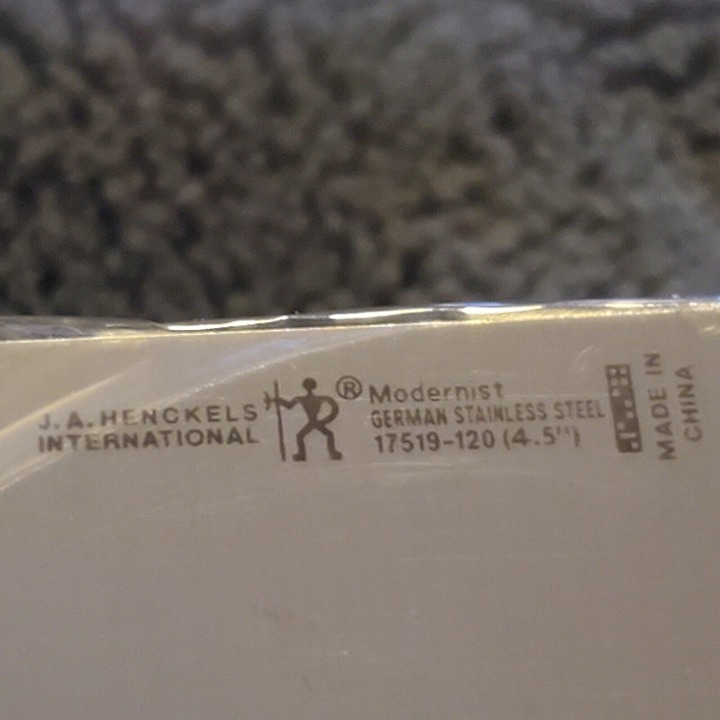 J.A.HENCKELS
INTERNATIONAL
®
Modernist
GERMAN STAINLESS STEEL
17519-120 (4.5")
MADE IN
CHINA